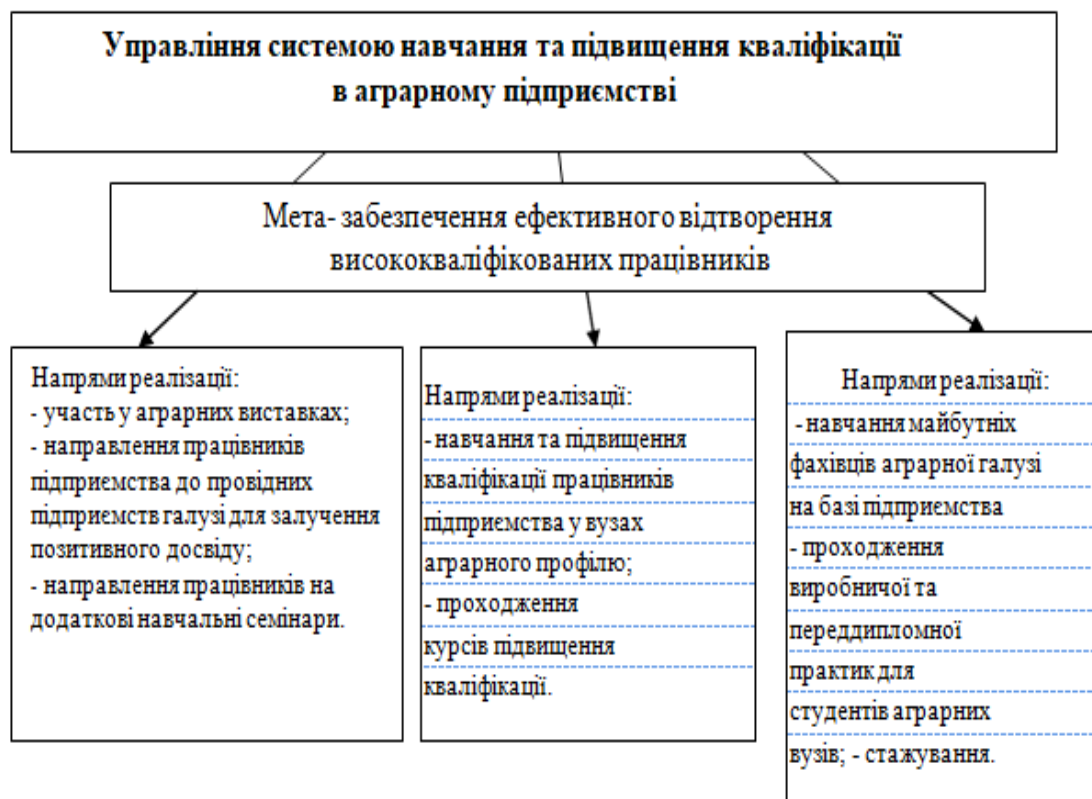 Управління системою навчання та підвищення кваліфікації
в аграрному підприємстві
Мета- забезпечення ефективного відтворення
висококваліфікованих працівників
Напрями реалізації:
- участь у аграрних виставках;
- направлення працівників
підприємства до провідних
підприємств галузі для залучення
позитивного досвіду;
- направлення працівників на
додаткові навчальні семінари.
Напрями реалізації:
- навчання та підвищення
кваліфікації працівників
підприємства у вузах
аграрного профілю;
- проходження
курсів підвищення
кваліфікації.
Напрями реалізації:
- навчання майбутніх
фахівців аграрної галузі
на базі підприємства
- проходження
виробничої та
переддипломної
практик для
студентів аграрних
вузів; - стажування.